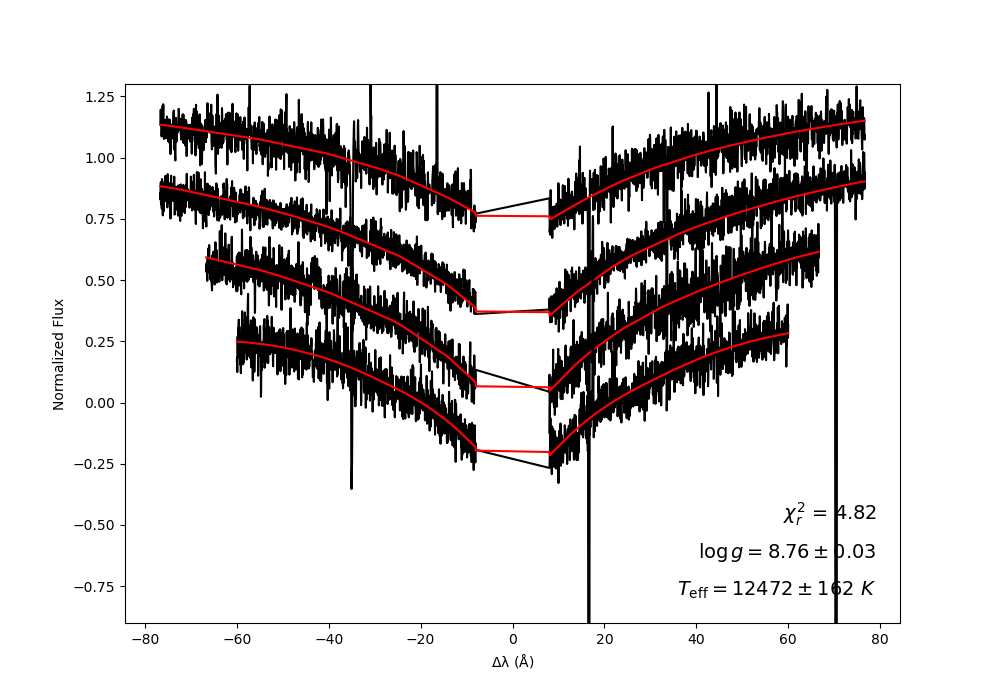 1.25
1.00
0.75
0.50
0.25
0.00
−0.25
−0.50
−0.75
Normalized Flux
χ²ᵣ = 4.82
log g = 8.76 ± 0.03
T_eff = 12472 ± 162 K
−80 −60 −40 −20 0 20 40 60 80
Δλ (Å)